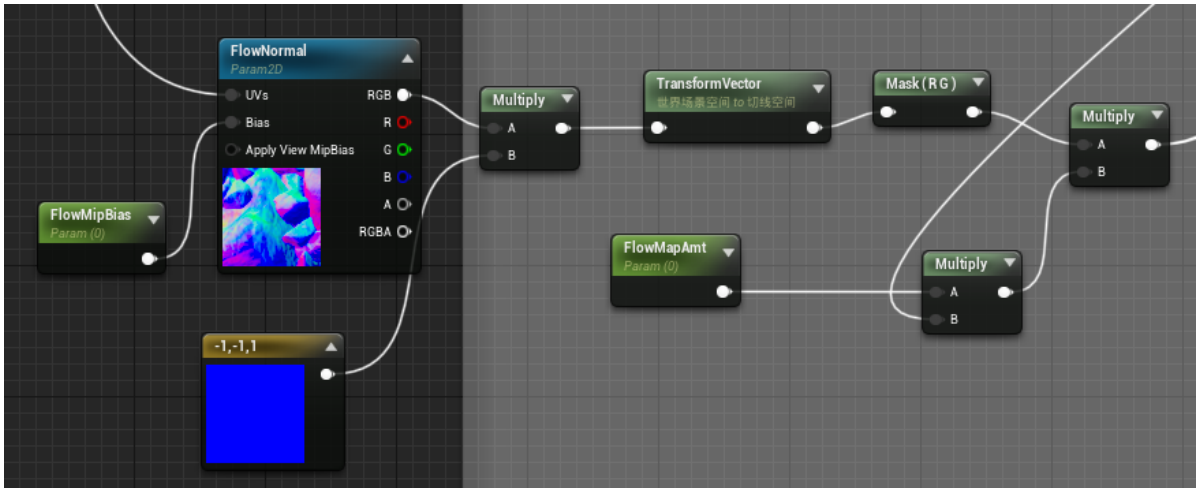 FlowNormal
Param2D
UVs
RGB
Bias
R
Apply View MipBias
G
B
A
RGBA
FlowMipBias
Param (0)
-1,-1,1
Multiply
A
B
TransformVector
世界场景空间 to 切线空间
Mask ( R G )
FlowMapAmt
Param (0)
Multiply
A
B
Multiply
A
B